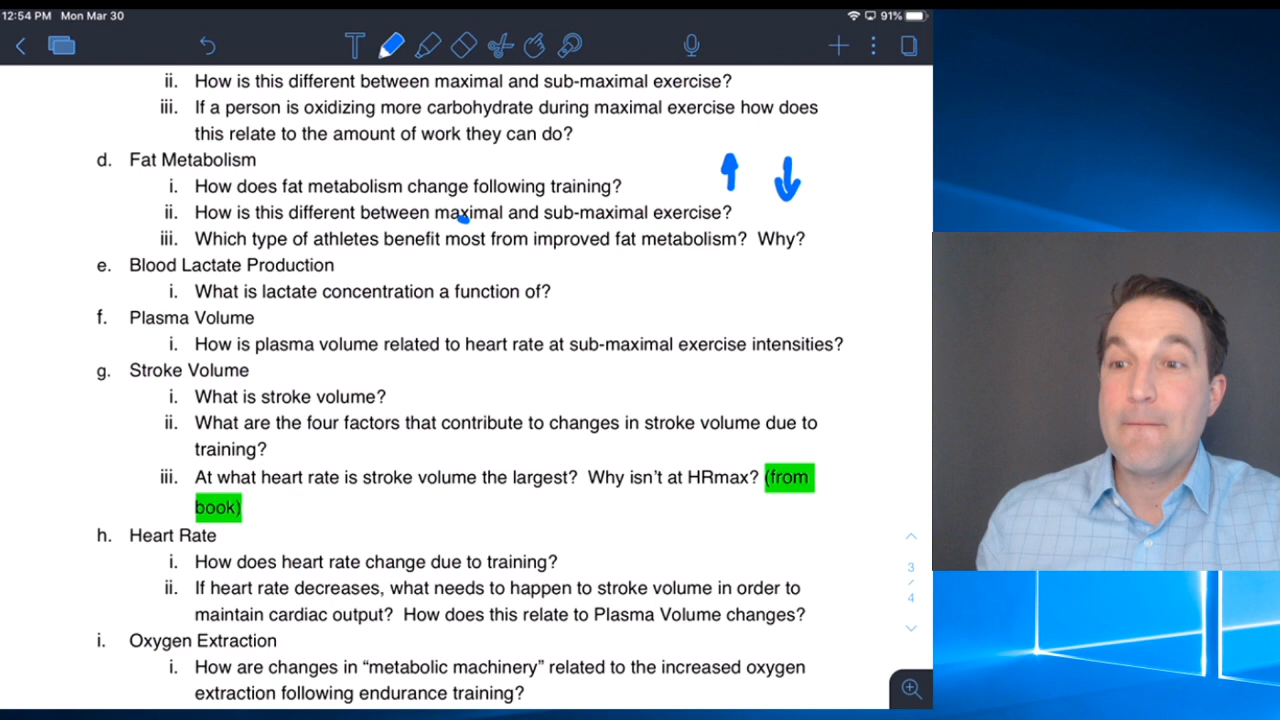 12:54 PM Mon Mar 30
91%
T
ii. How is this different between maximal and sub-maximal exercise?
iii. If a person is oxidizing more carbohydrate during maximal exercise how does
this relate to the amount of work they can do?
d. Fat Metabolism
i. How does fat metabolism change following training?
ii. How is this different between maximal and sub-maximal exercise?
iii. Which type of athletes benefit most from improved fat metabolism? Why?
e. Blood Lactate Production
i. What is lactate concentration a function of?
f. Plasma Volume
i. How is plasma volume related to heart rate at sub-maximal exercise intensities?
g. Stroke Volume
i. What is stroke volume?
ii. What are the four factors that contribute to changes in stroke volume due to
training?
iii. At what heart rate is stroke volume the largest? Why isn’t at HRmax? (from
book)
h. Heart Rate
i. How does heart rate change due to training?
ii. If heart rate decreases, what needs to happen to stroke volume in order to
maintain cardiac output? How does this relate to Plasma Volume changes?
i. Oxygen Extraction
i. How are changes in “metabolic machinery” related to the increased oxygen
extraction following endurance training?
3
/
4